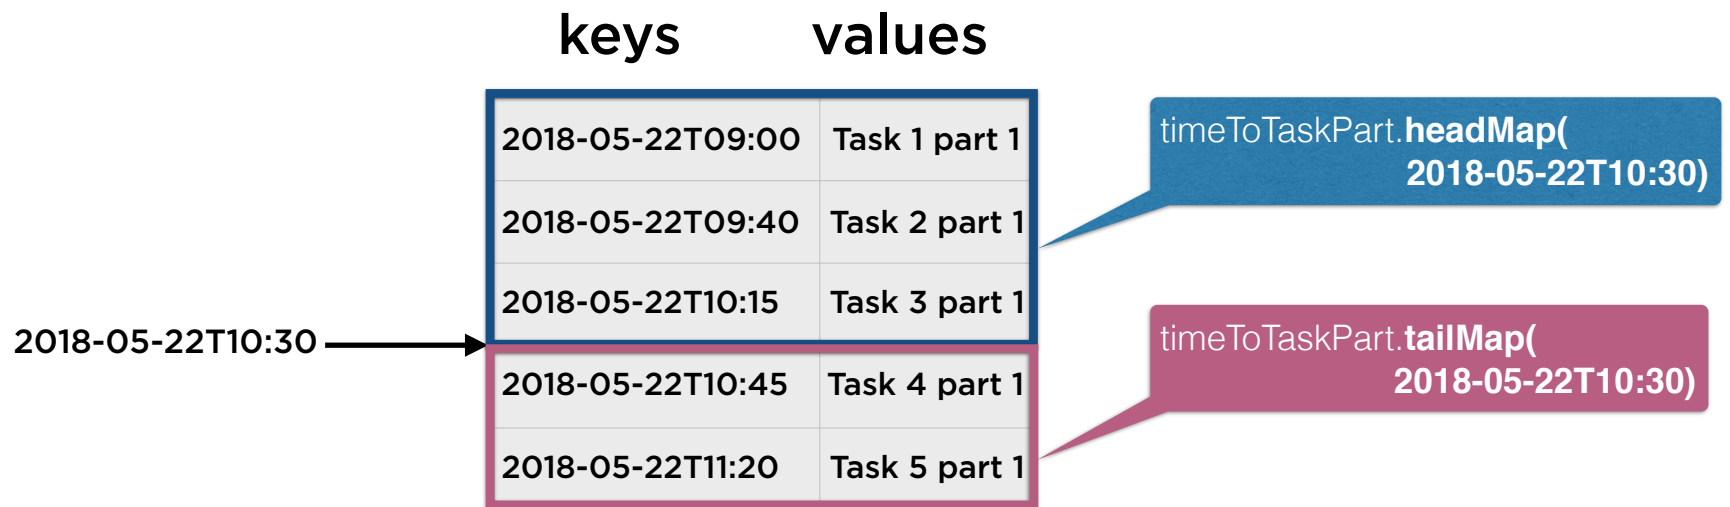 keys values
2018-05-22T09:00 Task 1 part 1
2018-05-22T09:40 Task 2 part 1
2018-05-22T10:15 Task 3 part 1
2018-05-22T10:45 Task 4 part 1
2018-05-22T11:20 Task 5 part 1
2018-05-22T10:30
timeToTaskPart.headMap(
2018-05-22T10:30)
timeToTaskPart.tailMap(
2018-05-22T10:30)